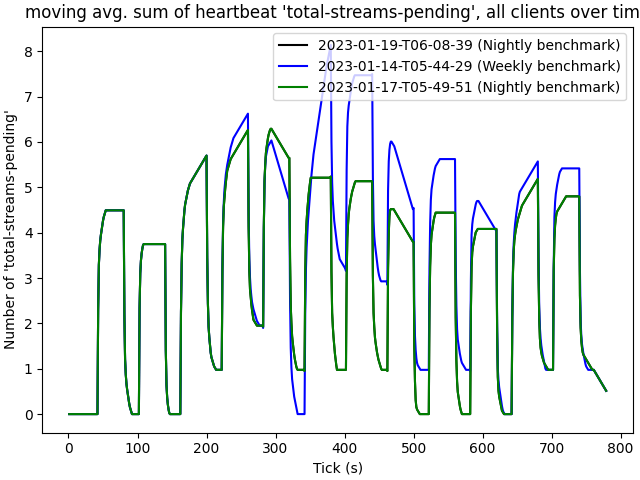 moving avg. sum of heartbeat 'total-streams-pending', all clients over tim
2023-01-19-T06-08-39 (Nightly benchmark)
2023-01-14-T05-44-29 (Weekly benchmark)
2023-01-17-T05-49-51 (Nightly benchmark)
Number of 'total-streams-pending'
8
7
6
5
4
3
2
1
0
0 100 200 300 400 500 600 700 800
Tick (s)